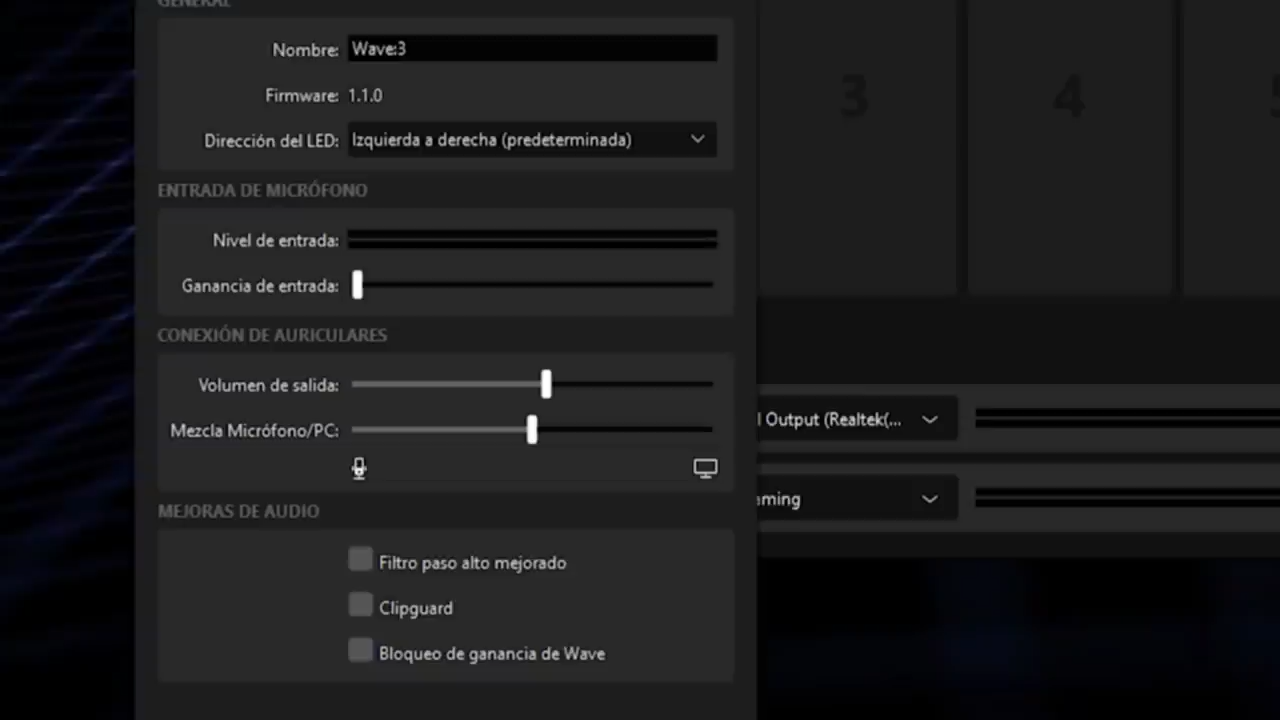 GENERAL
Nombre: Wave:3
Firmware: 1.1.0
Dirección del LED: Izquierda a derecha (predeterminada)
3
4
ENTRADA DE MICRÓFONO
Nivel de entrada:
Ganancia de entrada:
CONEXIÓN DE AURICULARES
Volumen de salida:
Mezcla Micrófono/PC:
l Output (Realtek(...
aming
MEJORAS DE AUDIO
Filtro paso alto mejorado
Clipguard
Bloqueo de ganancia de Wave